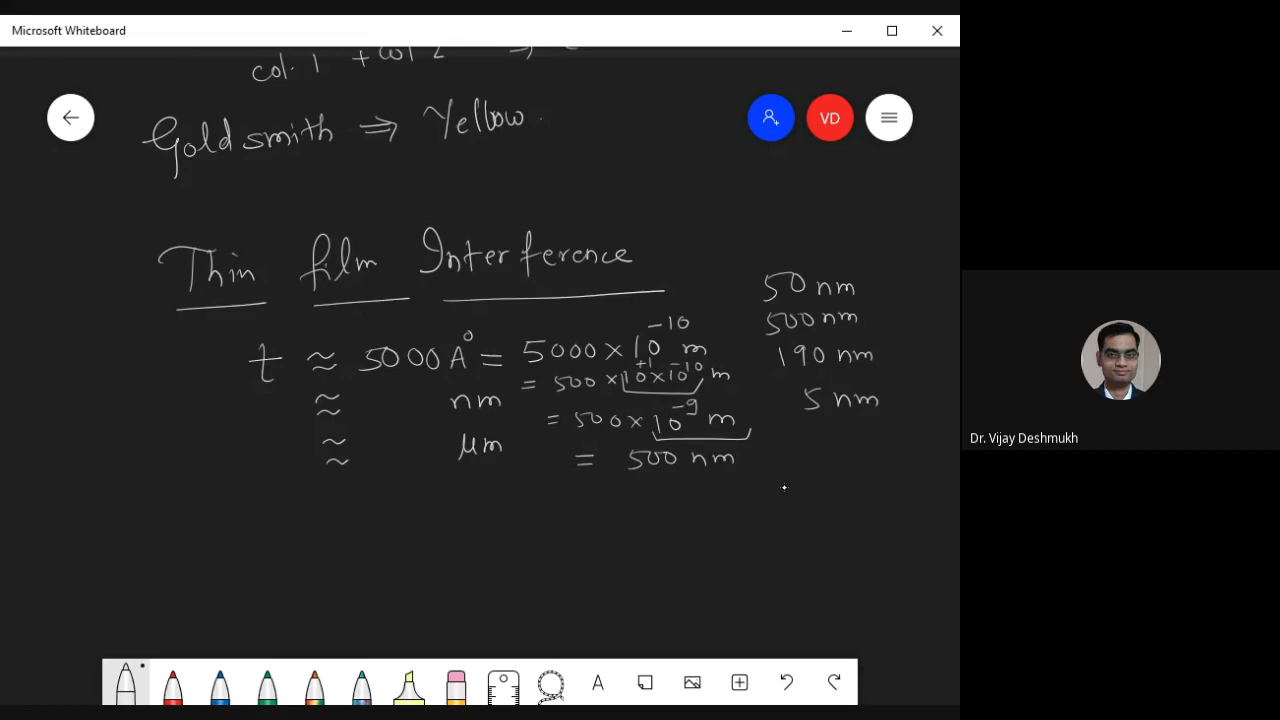 Microsoft Whiteboard
col. 1 + col 2 ⇒
Goldsmith ⇒ Yellow.
VD
Thin film Interference
t ≈ 5000 A° = 5000 × 10⁻¹⁰ m
= 500 × 10⁺¹ × 10⁻¹⁰ m
≈ nm = 500 × 10⁻⁹ m
≈ μm = 500 nm
≈
50 nm
500 nm
190 nm
5 nm
Dr. Vijay Deshmukh
A